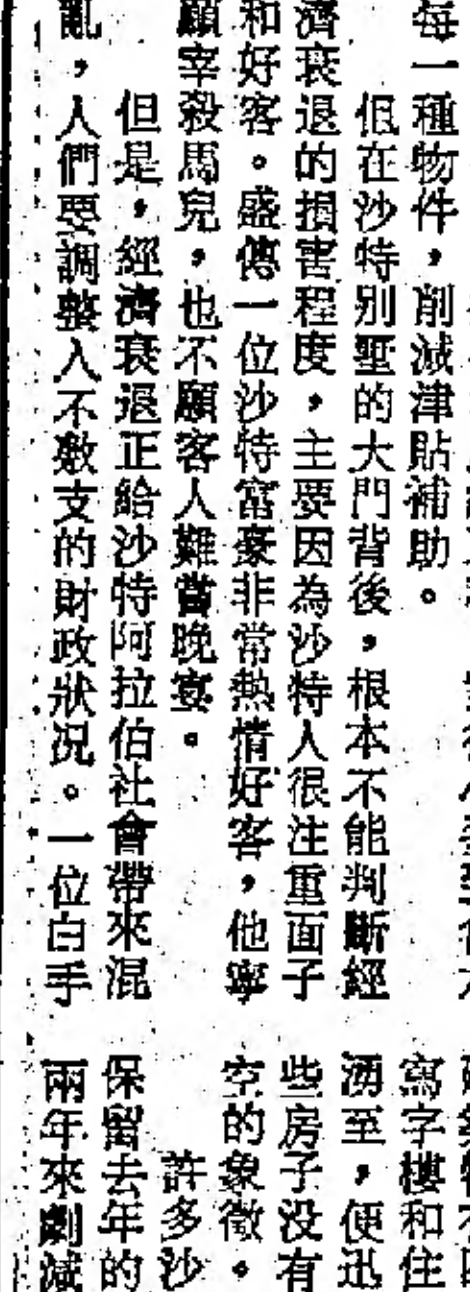 每一種物件,削減津貼補助。
但在沙特別墅的大門背後,根本不能判斷經
濟衰退的損害程度,主要因為沙特人很注重面子
和好客。盛傳一位沙特富豪非常熱情好客,他寧
願宰殺馬兒,也不願客人難嘗晚宴。
但是,經濟衰退正給沙特阿拉伯社會帶來混
亂,人們要調整入不敷支的財政狀況。一位白手
寫字樓和住
湧至,便迅
些房子没有
空的象徵。
許多沙
保留去年的
兩年來劇減